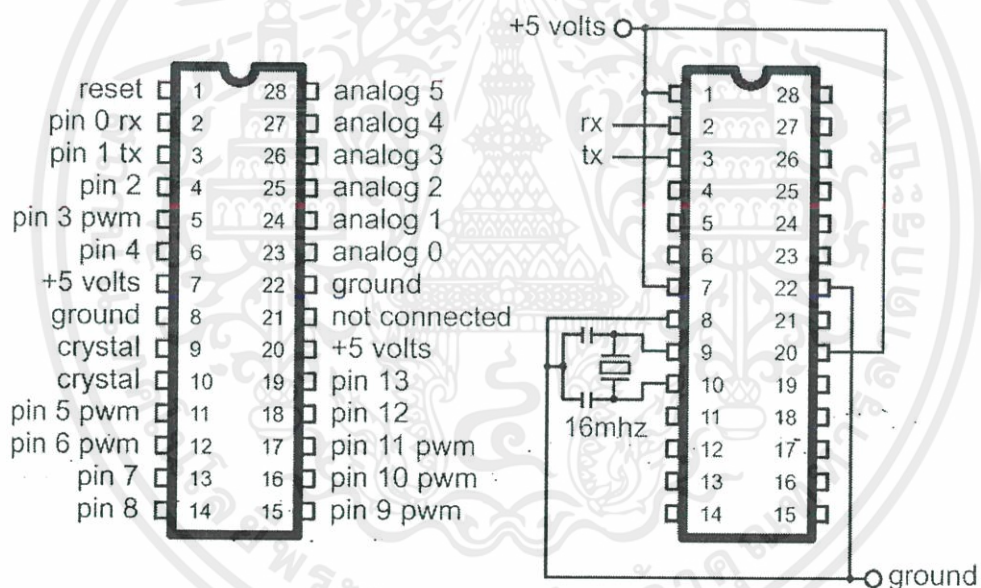 +5 volts
reset 1 28 analog 5
pin 0 rx 2 27 analog 4
pin 1 tx 3 26 analog 3
pin 2 4 25 analog 2
pin 3 pwm 5 24 analog 1
pin 4 6 23 analog 0
+5 volts 7 22 ground
ground 8 21 not connected
crystal 9 20 +5 volts
crystal 10 19 pin 13
pin 5 pwm 11 18 pin 12
pin 6 pwm 12 17 pin 11 pwm
pin 7 13 16 pin 10 pwm
pin 8 14 15 pin 9 pwm
1 28
rx 2 27
tx 3 26
4 25
5 24
6 23
7 22
8 21
9 20
10 19
16mhz 11 18
12 17
13 16
14 15
ground